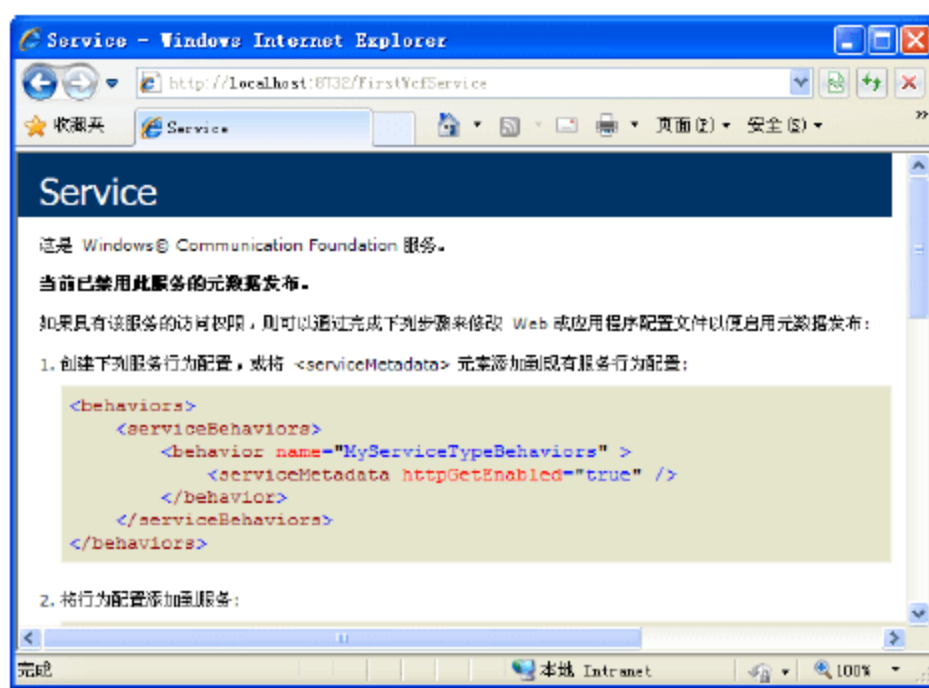 Service - Windows Internet Explorer
http://localhost:8732/FirstWcfService
收藏夹 Service 页面(P) 安全(S) »
Service
这是 Windows© Communication Foundation 服务。
当前已禁用此服务的元数据发布。
如果具有该服务的访问权限，则可以通过完成下列步骤来修改 Web 或应用程序配置文件以便启用元数据发布:
1. 创建下列服务行为配置，或将 <serviceMetadata> 元素添加到现有服务行为配置:
<behaviors>
<serviceBehaviors>
<behavior name="MyServiceTypeBehaviors" >
<serviceMetadata httpGetEnabled="true" />
</behavior>
</serviceBehaviors>
</behaviors>
2. 将行为配置添加到服务:
完成 本地 Intranet 100%